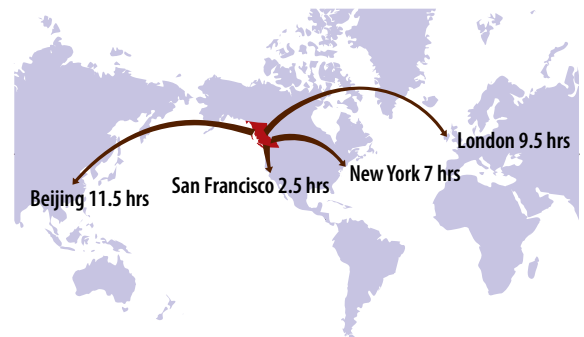 London 9.5 hrs
New York 7 hrs
San Francisco 2.5 hrs
Beijing 11.5 hrs